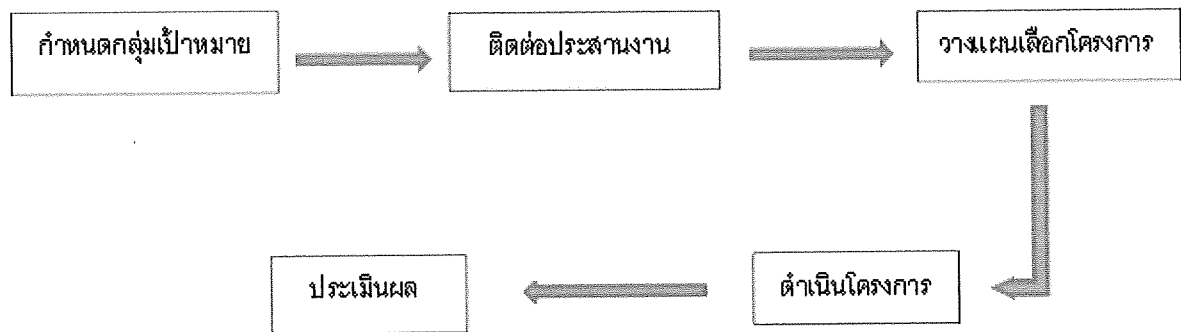 กำหนดกลุ่มเป้าหมาย
ติดต่อประสานงาน
วางแผนเลือกโครงการ
ดำเนินโครงการ
ประเมินผล